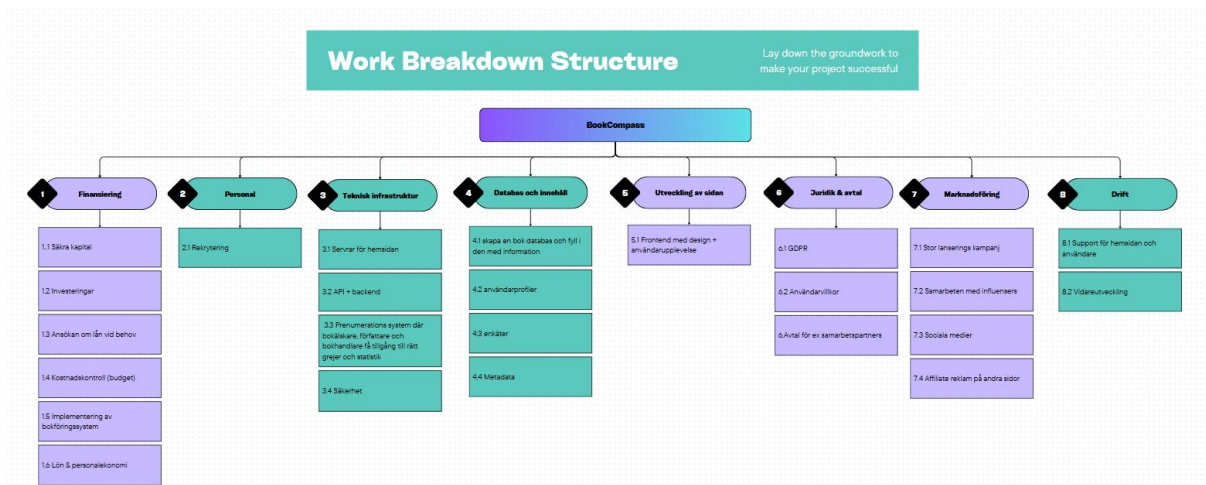 Work Breakdown Structure
Lay down the groundwork to
make your project successful
BookCompass
1
Finansiering
1.1 Säkra kapital
1.2 Investeringar
1.3 Ansökan om lån vid behov
1.4 Kostnadskontroll (budget)
1.5 Implementering av
bokföringssystem
1.6 Lön & personalekonomi
2
Personal
2.1 Rekrytering
3
Teknisk infrastruktur
3.1 Servrar för hemsidan
3.2 API + backend
3.3 Prenumerations system där
bokälskare, författare och
bokhandlare få tillgång till rätt
grejer och statistik
3.4 Säkerhet
4
Databas och innehåll
4.1 skapa en bok databas och fyll i
den med information
4.2 användarprofiler
4.3 enkäter
4.4 Metadata
5
Utveckling av sidan
5.1 Frontend med design +
användarupplevelse
6
Juridik & avtal
6.1 GDPR
6.2 Användarvillkor
6.Avtal för ex samarbetspartners
7
Marknadsföring
7.1 Stor lanserings kampanj
7.2 Samarbeten med influensers
7.3 Sociala medier
7.4 Affiliate reklam på andra sidor
8
Drift
8.1 Support för hemsidan och
användare
8.2 Vidareutveckling